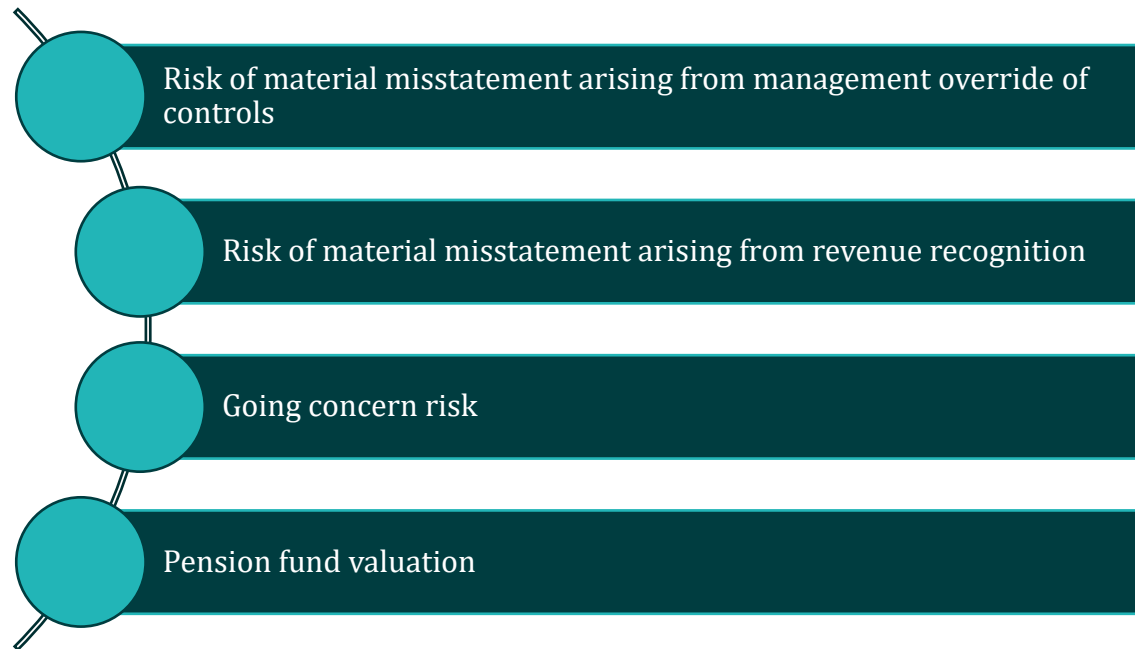 Risk of material misstatement arising from management override of
controls
Risk of material misstatement arising from revenue recognition
Going concern risk
Pension fund valuation